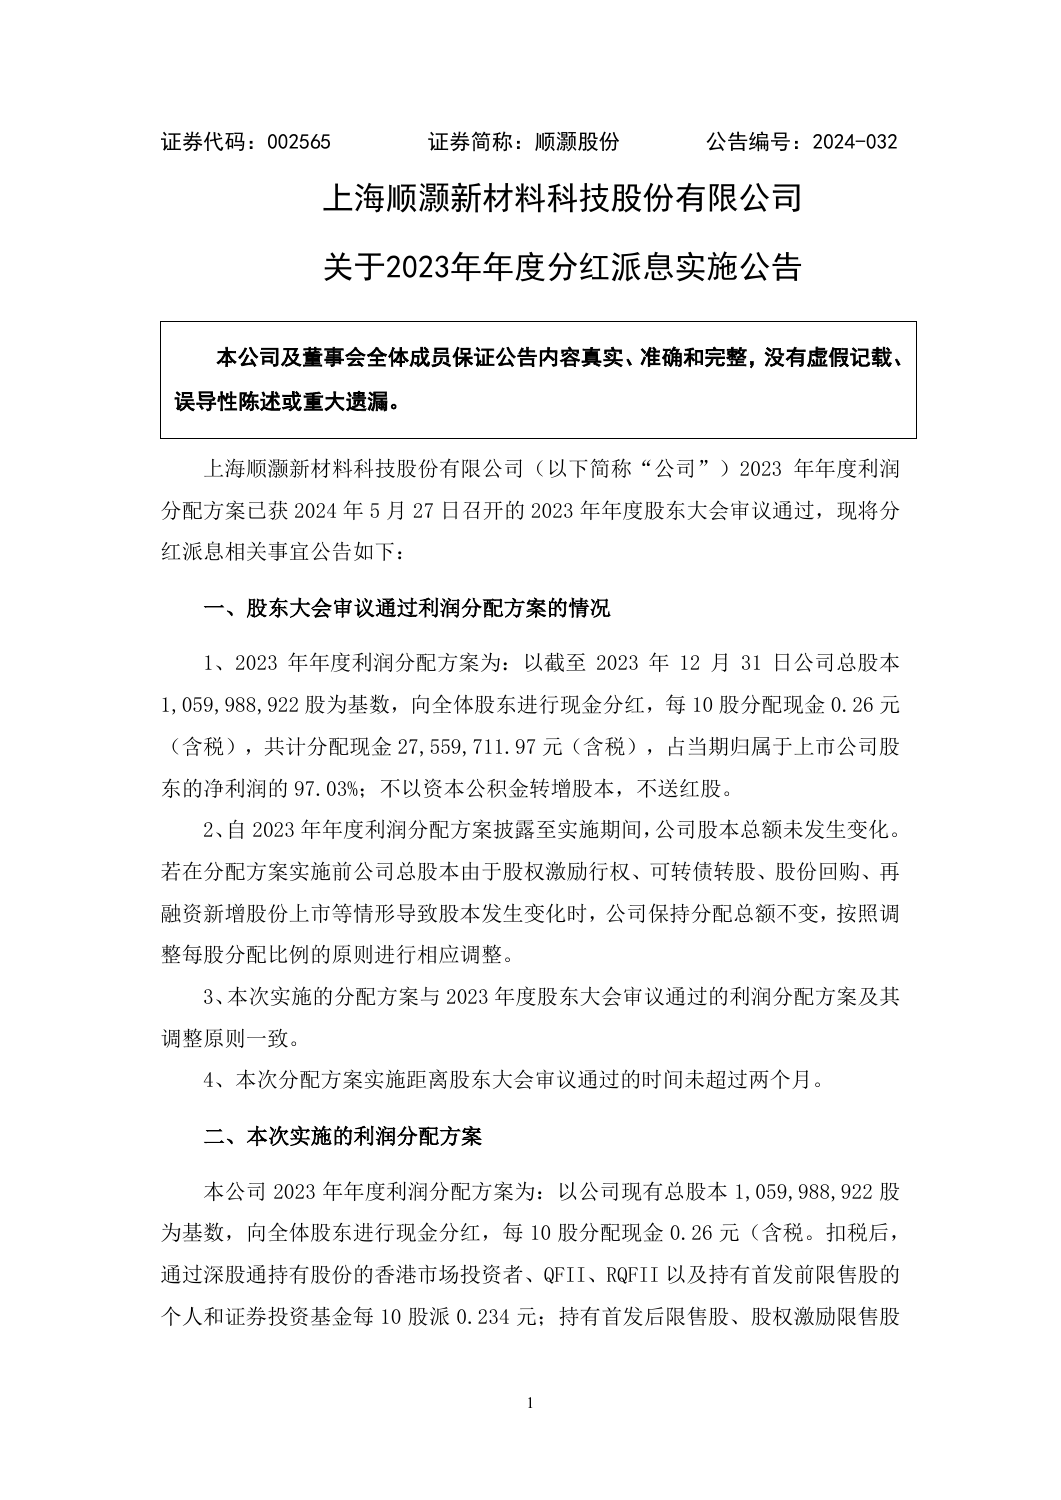 证券代码：002565 证券简称：顺灏股份 公告编号：2024-032
上海顺灏新材料科技股份有限公司
关于2023年年度分红派息实施公告
本公司及董事会全体成员保证公告内容真实、准确和完整，没有虚假记载、
误导性陈述或重大遗漏。
上海顺灏新材料科技股份有限公司（以下简称“公司”）2023 年年度利润
分配方案已获 2024 年 5 月 27 日召开的 2023 年年度股东大会审议通过，现将分
红派息相关事宜公告如下：
一、股东大会审议通过利润分配方案的情况
1、2023 年年度利润分配方案为：以截至 2023 年 12 月 31 日公司总股本
1,059,988,922 股为基数，向全体股东进行现金分红，每 10 股分配现金 0.26 元
（含税），共计分配现金 27,559,711.97 元（含税），占当期归属于上市公司股
东的净利润的 97.03%；不以资本公积金转增股本，不送红股。
2、自 2023 年年度利润分配方案披露至实施期间，公司股本总额未发生变化。
若在分配方案实施前公司总股本由于股权激励行权、可转债转股、股份回购、再
融资新增股份上市等情形导致股本发生变化时，公司保持分配总额不变，按照调
整每股分配比例的原则进行相应调整。
3、本次实施的分配方案与 2023 年度股东大会审议通过的利润分配方案及其
调整原则一致。
4、本次分配方案实施距离股东大会审议通过的时间未超过两个月。
二、本次实施的利润分配方案
本公司 2023 年年度利润分配方案为：以公司现有总股本 1,059,988,922 股
为基数，向全体股东进行现金分红，每 10 股分配现金 0.26 元（含税。扣税后，
通过深股通持有股份的香港市场投资者、QFII、RQFII 以及持有首发前限售股的
个人和证券投资基金每 10 股派 0.234 元；持有首发后限售股、股权激励限售股
1